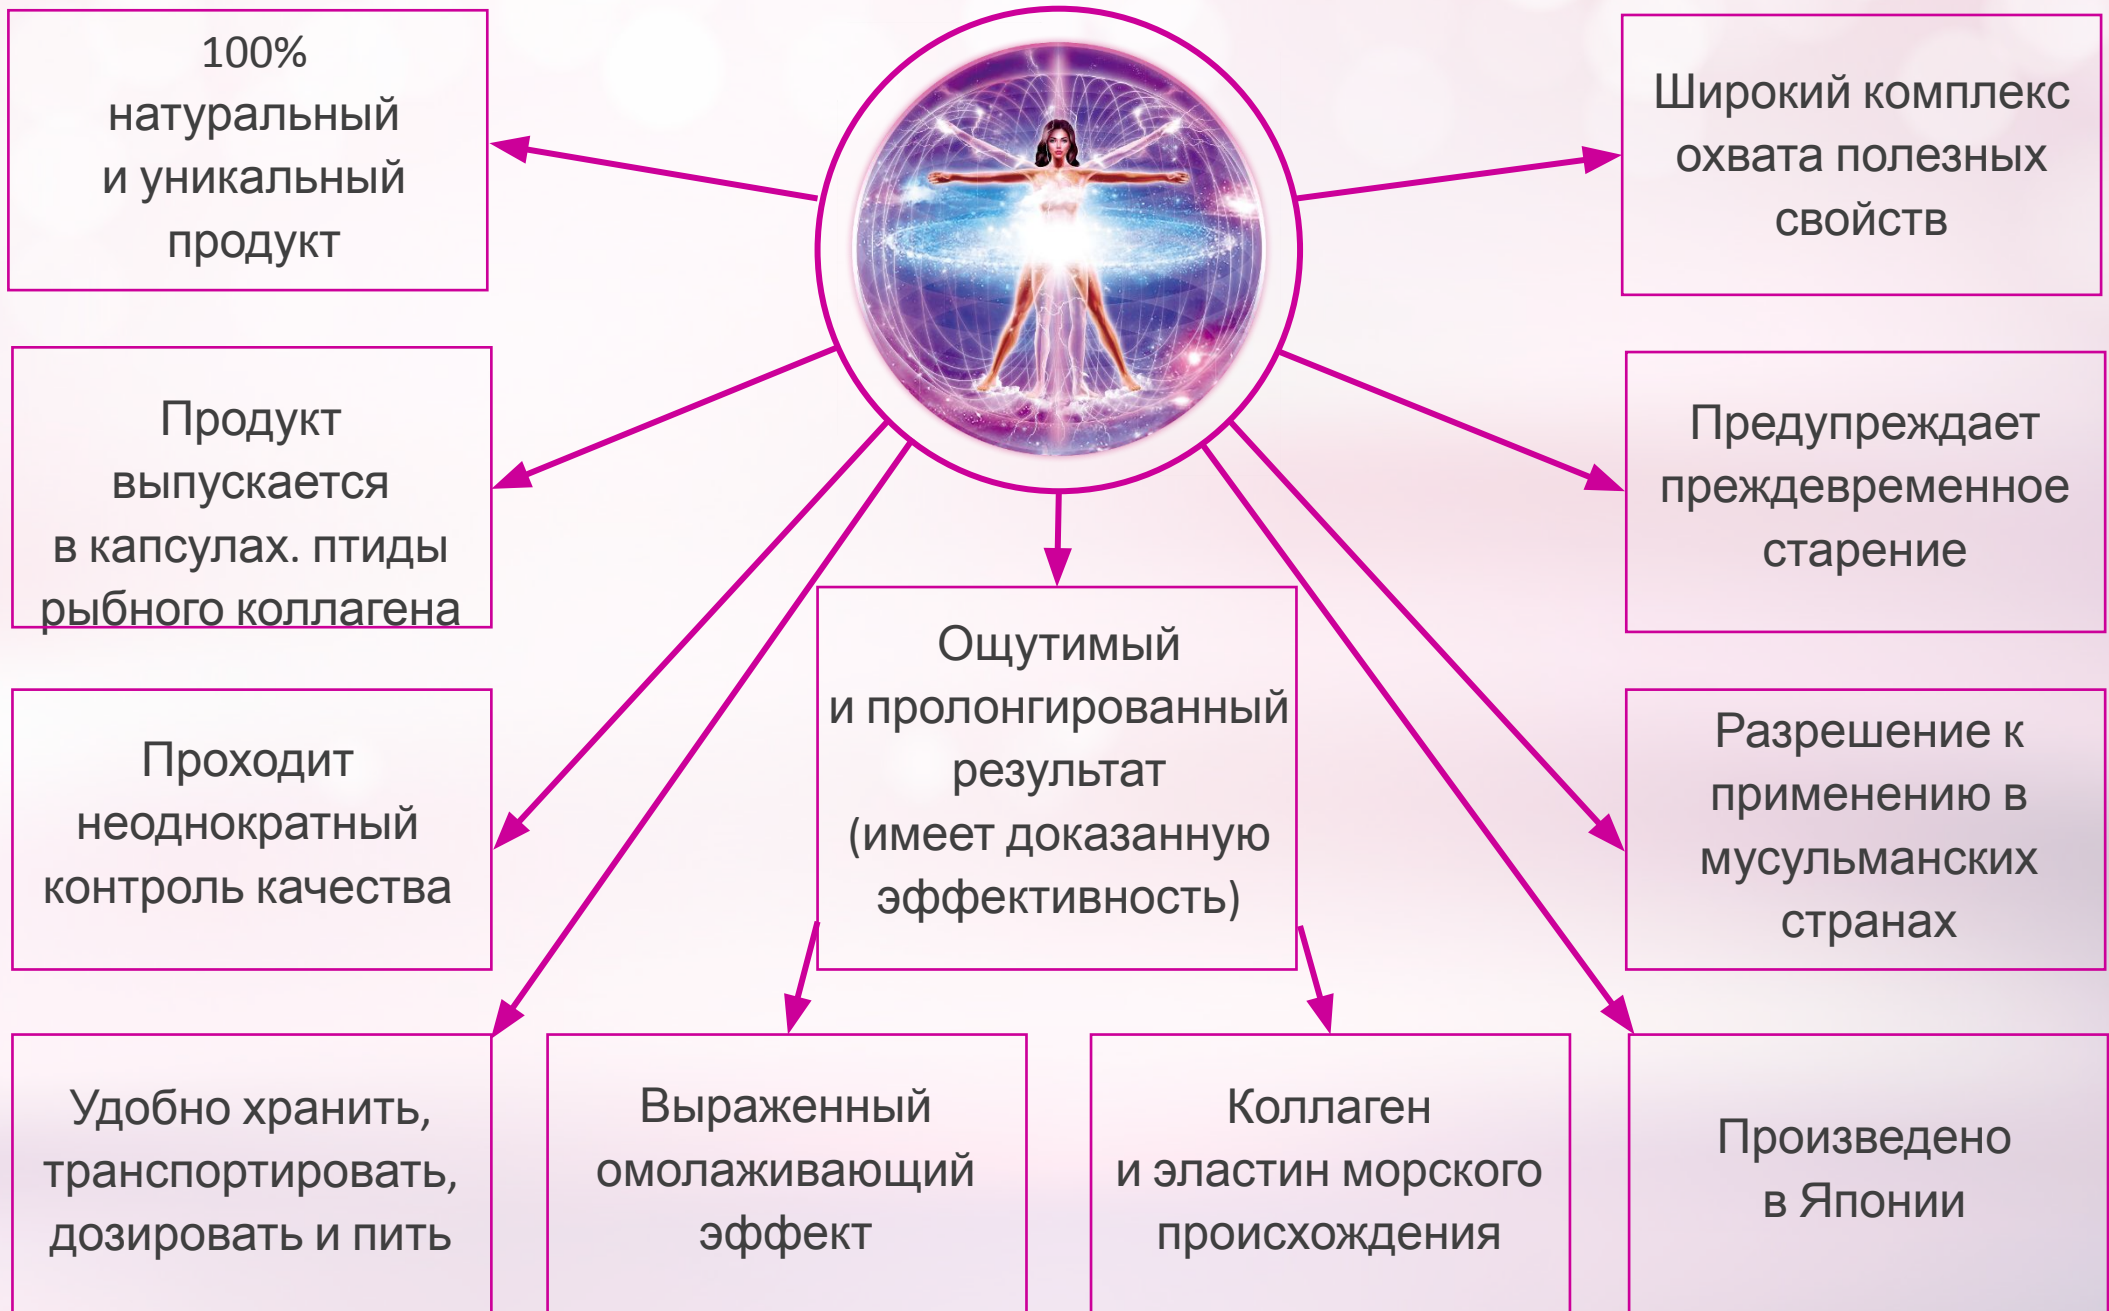 100%
натуральный
и уникальный
продукт
Широкий комплекс
охвата полезных
свойств
Продукт
выпускается
в капсулах. птиды
рыбного коллагена
Предупреждает
преждевременное
старение
Проходит
неоднократный
контроль качества
Ощутимый
и пролонгированный
результат
(имеет доказанную
эффективность)
Разрешение к
применению в
мусульманских
странах
Удобно хранить,
транспортировать,
дозировать и пить
Выраженный
омолаживающий
эффект
Коллаген
и эластин морского
происхождения
Произведено
в Японии